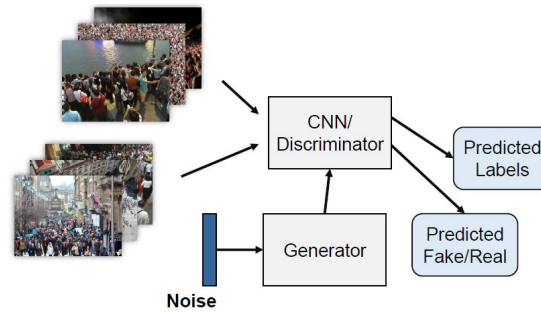 CNN/
Discriminator
Predicted
Labels
Generator
Predicted
Fake/Real
Noise